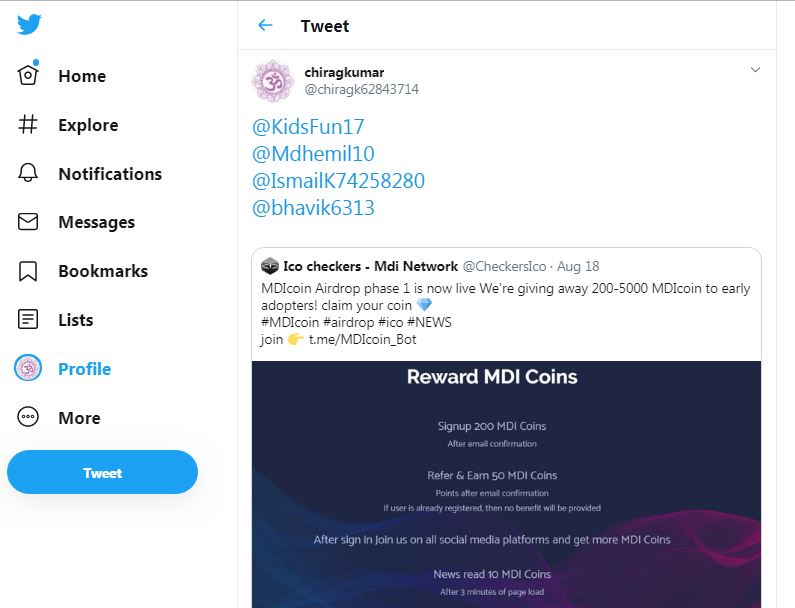 Tweet
Home
Explore
Notifications
Messages
Bookmarks
Lists
Profile
More
Tweet
chiragkumar
@chiragk62843714
@KidsFun17
@Mdhemil10
@IsmailK74258280
@bhavik6313
Ico checkers - Mdi Network @CheckersIco · Aug 18
MDIcoin Airdrop phase 1 is now live We're giving away 200-5000 MDIcoin to early
adopters! claim your coin 💎
#MDIcoin #airdrop #ico #NEWS
join 👉 t.me/MDIcoin_Bot
Reward MDI Coins
Signup 200 MDI Coins
After email confirmation
Refer & Earn 50 MDI Coins
Points after email confirmation
If user is already registered, then no benefit will be provided
After sign in Join us on all social media platforms and get more MDI Coins
News read 10 MDI Coins
After 3 minutes of page load